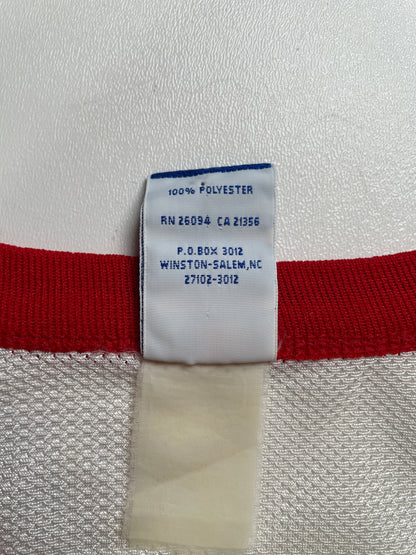 100% POLYESTER
RN 26094 CA 21356
P.O.BOX 3012
WINSTON-SALEM,NC
27102-3012